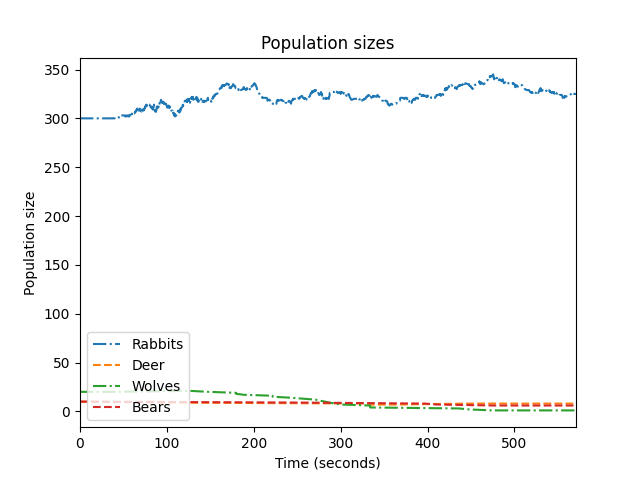 Population sizes
Population size
350
300
250
200
150
100
50
0
Rabbits
Deer
Wolves
Bears
0 100 200 300 400 500
Time (seconds)